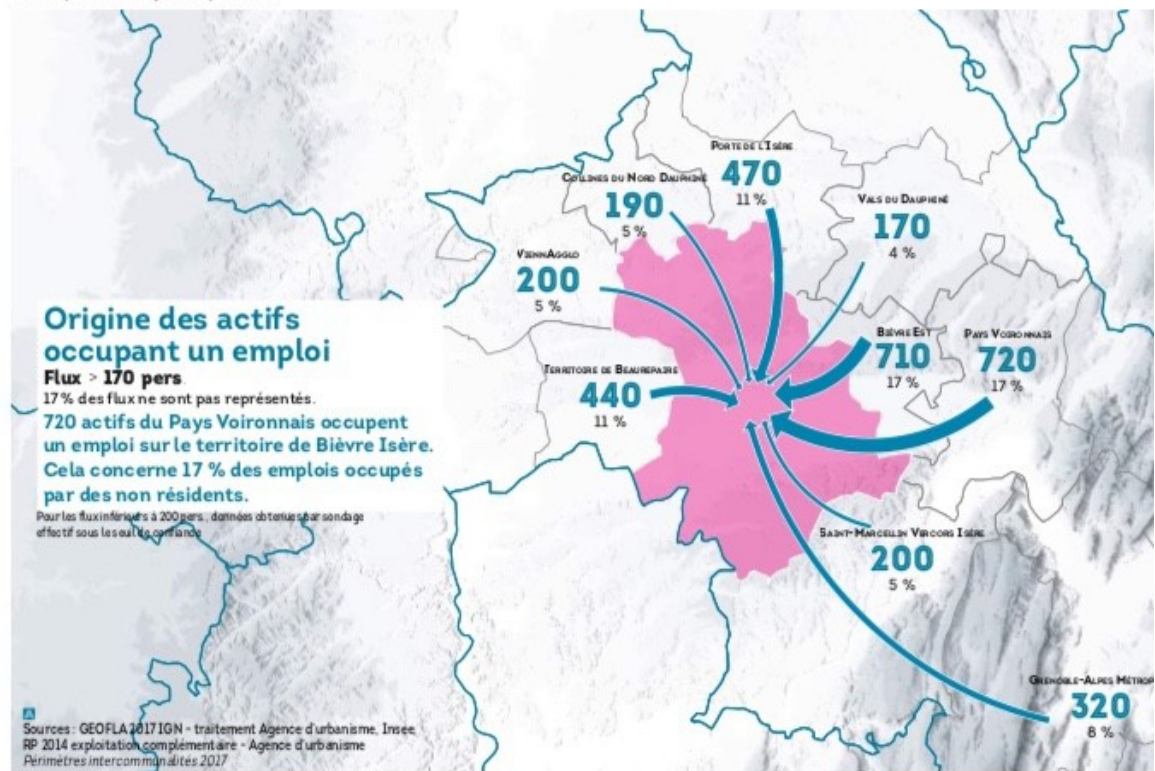 PORTE DE L'ISÈRE
470
11 %
COLLINES DU NORD DAUPHINÉ
190
5 %
VALS DU DAUPHINÉ
170
4 %
VIENNAGGLO
200
5 %
Origine des actifs
occupant un emploi
Flux > 170 pers.
17 % des flux ne sont pas représentés.
720 actifs du Pays Voironnais occupent
un emploi sur le territoire de Bièvre Isère.
Cela concerne 17 % des emplois occupés
par des non résidents.
Pour les flux inférieurs à 200 pers., données obtenues par sondage
effectif sous le seuil de confiance
TERRITOIRE DE BEAUREPAIRE
440
11 %
BIÈVRE EST
710
17 %
PAYS VOIRONNAIS
720
17 %
SAINT-MARCELLIN VERCORS ISÈRE
200
5 %
GRENOBLE-ALPES MÉTROP
320
8 %
Sources : GEOFLA 2017 IGN - traitement Agence d'urbanisme, Insee
RP 2014 exploitation complémentaire - Agence d'urbanisme
Périmètres intercommunalités 2017